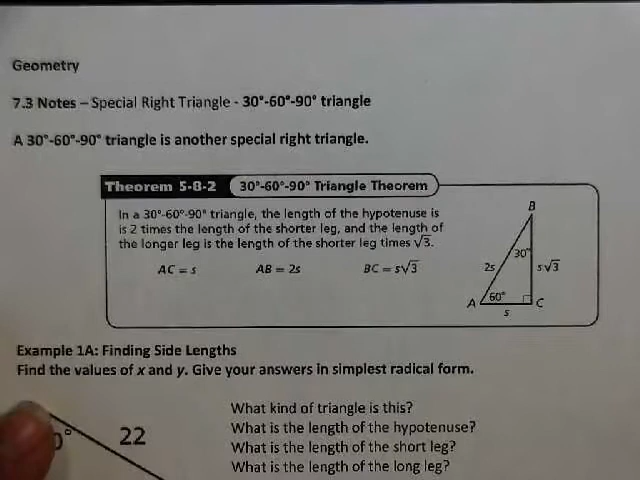 Geometry
7.3 Notes – Special Right Triangle - 30°-60°-90° triangle
A 30°-60°-90° triangle is another special right triangle.
Theorem 5-8-2 30°-60°-90° Triangle Theorem
In a 30°-60°-90° triangle, the length of the hypotenuse is
is 2 times the length of the shorter leg, and the length of
the longer leg is the length of the shorter leg times √3.
AC = s AB = 2s BC = s√3
B
30°
2s
s√3
A
60°
C
s
Example 1A: Finding Side Lengths
Find the values of x and y. Give your answers in simplest radical form.
What kind of triangle is this?
22
What is the length of the hypotenuse?
What is the length of the short leg?
What is the length of the long leg?